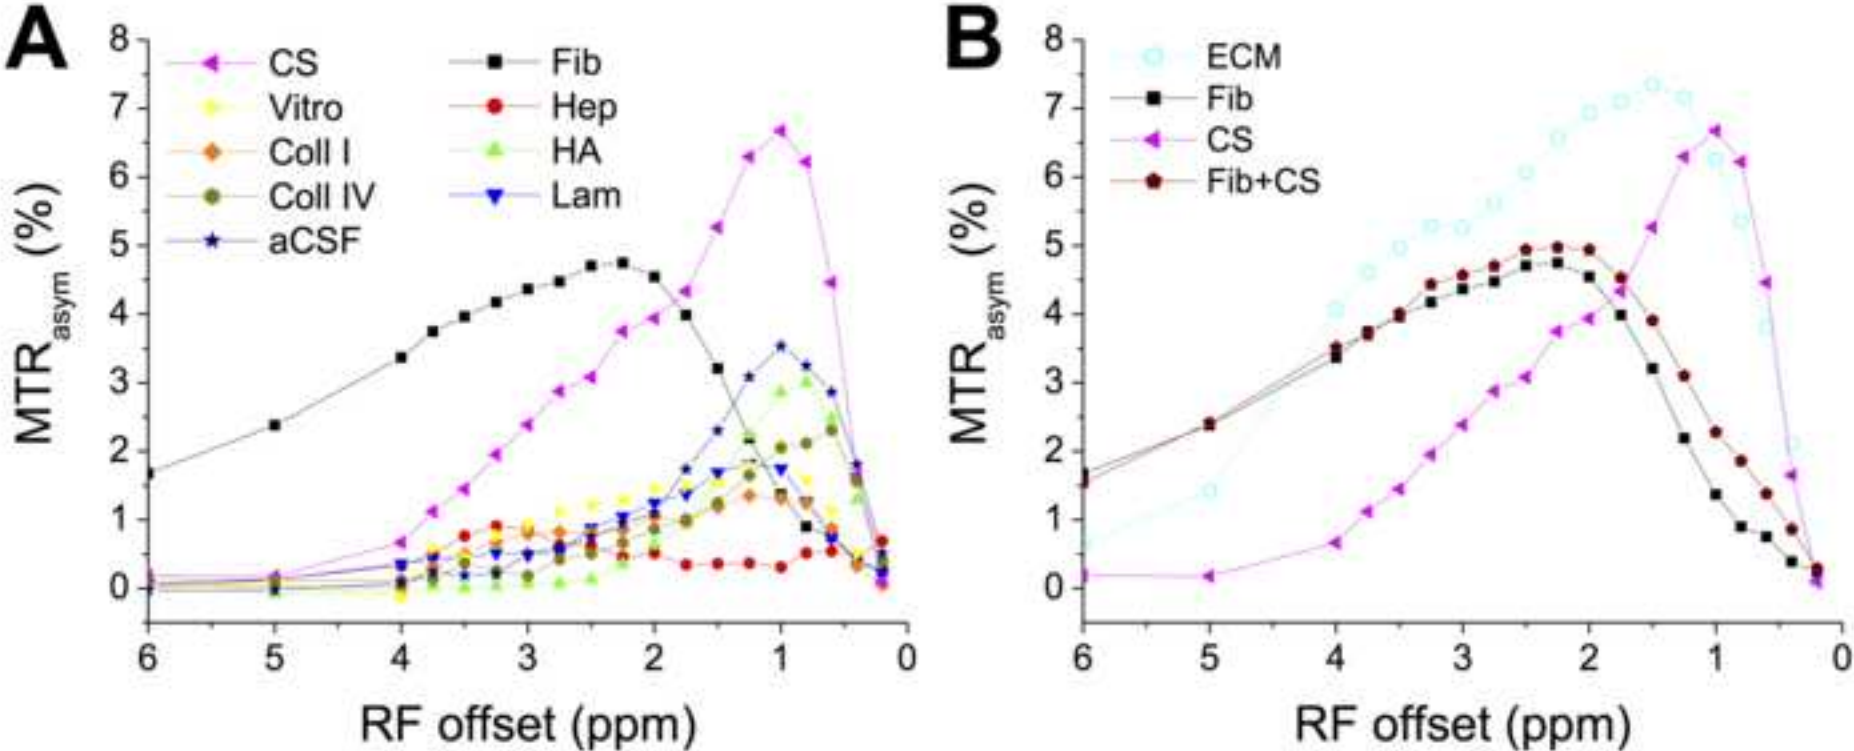 A
8
7
6
5
4
3
2
1
0
MTRasym (%)
CS
Vitro
Coll I
Coll IV
aCSF
Fib
Hep
HA
Lam
6 5 4 3 2 1 0
RF offset (ppm)
B
8
7
6
5
4
3
2
1
0
MTRasym (%)
ECM
Fib
CS
Fib+CS
6 5 4 3 2 1 0
RF offset (ppm)